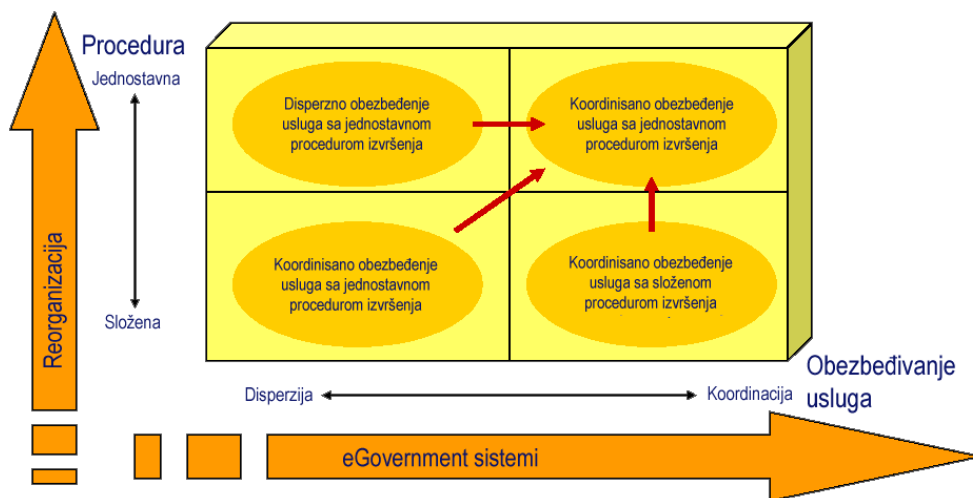 Procedura
Jednostavna
Disperzno obezbeđenje
usluga sa jednostavnom
procedurom izvršenja
Koordinisano obezbeđenje
usluga sa jednostavnom
procedurom izvršenja
Reorganizacija
Koordinisano obezbeđenje
usluga sa jednostavnom
procedurom izvršenja
Koordinisano obezbeđenje
usluga sa složenom
procedurom izvršenja
Složena
Disperzija
Koordinacija
Obezbeđivanje
usluga
eGovernment sistemi